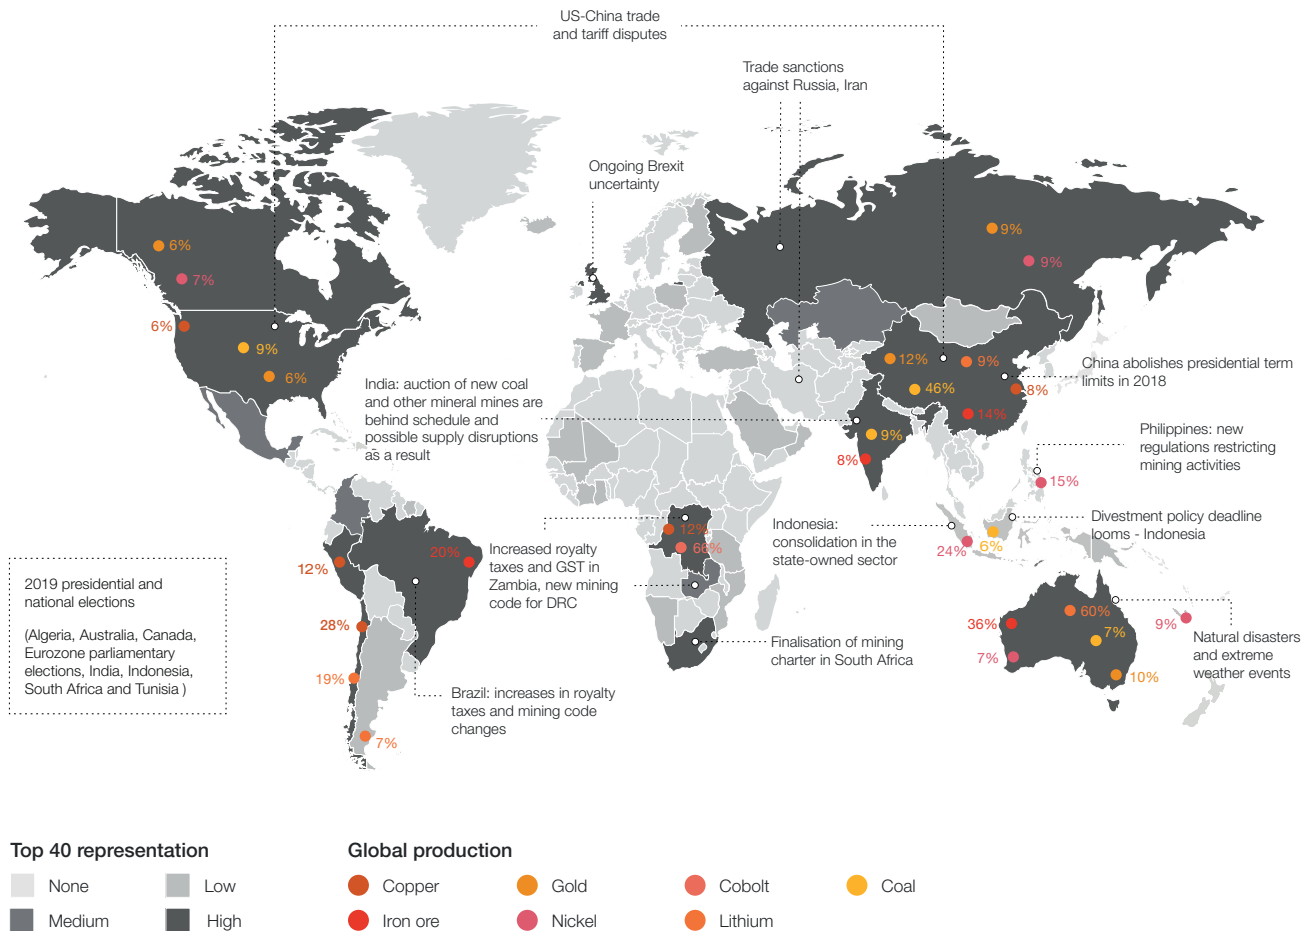 US-China trade
and tariff disputes
Trade sanctions
against Russia, Iran
Ongoing Brexit
uncertainty
6%
7%
6%
9%
6%
9%
9%
12%
9%
46%
8%
14%
China abolishes presidential term
limits in 2018
India: auction of new coal
and other mineral mines are
behind schedule and
possible supply disruptions
as a result
9%
8%
Philippines: new
regulations restricting
mining activities
15%
Indonesia:
consolidation in the
state-owned sector
24%
6%
Divestment policy deadline
looms - Indonesia
12%
66%
Increased royalty
taxes and GST in
Zambia, new mining
code for DRC
20%
12%
28%
19%
7%
Brazil: increases in royalty
taxes and mining code
changes
Finalisation of mining
charter in South Africa
60%
36%
7%
7%
10%
9%
Natural disasters
and extreme
weather events
2019 presidential and
national elections
(Algeria, Australia, Canada,
Eurozone parliamentary
elections, India, Indonesia,
South Africa and Tunisia )
Top 40 representation
None
Low
Medium
High
Global production
Copper
Gold
Cobolt
Coal
Iron ore
Nickel
Lithium